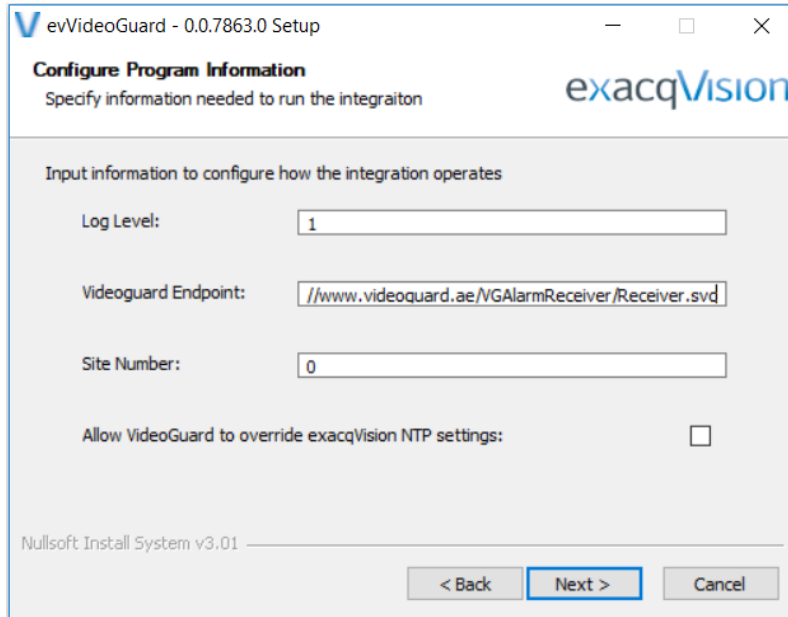 evVideoGuard - 0.0.7863.0 Setup
Configure Program Information
Specify information needed to run the integraiton
exacqVision
Input information to configure how the integration operates
Log Level:
1
Videoguard Endpoint:
//www.videoguard.ae/VGAlarmReceiver/Receiver.svc
Site Number:
0
Allow VideoGuard to override exacqVision NTP settings:
Nullsoft Install System v3.01
< Back
Next >
Cancel